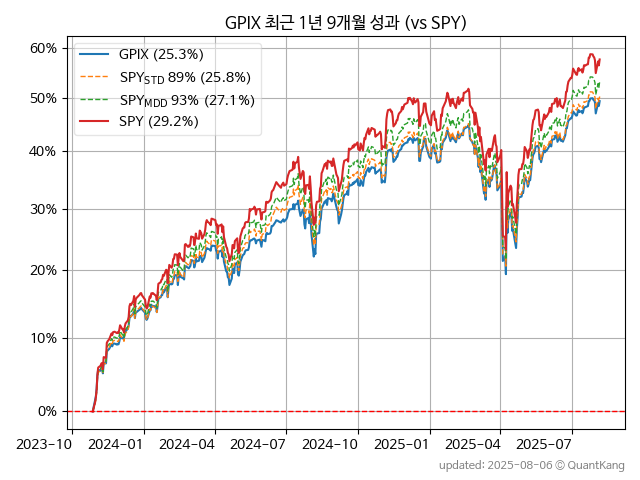 GPIX 최근 1년 9개월 성과 (vs SPY)
60%
50%
40%
30%
20%
10%
0%
GPIX (25.3%)
SPY_STD 89% (25.8%)
SPY_MDD 93% (27.1%)
SPY (29.2%)
2023-10 2024-01 2024-04 2024-07 2024-10 2025-01 2025-04 2025-07
updated: 2025-08-06 © QuantKang